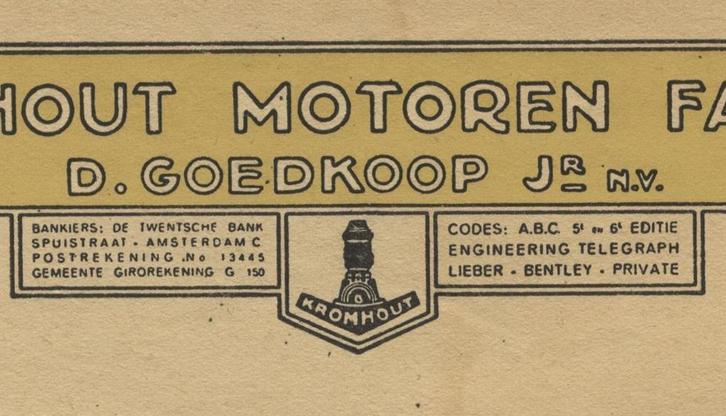 HOUT MOTOREN FA
D. GOEDKOOP JR N.V.
BANKIERS: DE TWENTSCHE BANK
SPUISTRAAT - AMSTERDAM C
POSTREKENING .No 13445
GEMEENTE GIROREKENING G 150
KROMHOUT
CODES: A.B.C. 5e en 6e EDITIE
ENGINEERING TELEGRAPH
LIEBER - BENTLEY - PRIVATE